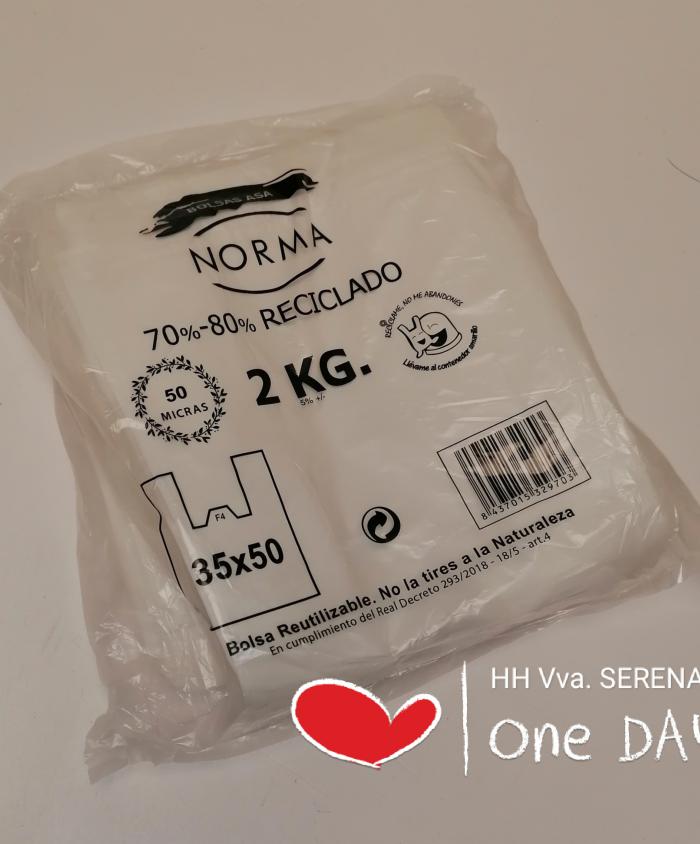 BOLSAS ASA
NORMA
70%-80% RECICLADO
RECÍCLAME, NO ME ABANDONES
Llévame al contenedor amarillo
50
MICRAS
2 KG.
5% +/-
F4
35x50
8 437015 329703
Bolsa Reutilizable. No la tires a la Naturaleza
En cumplimiento del Real Decreto 293/2018 - 18/5 - art.4
HH Vva. SERENA
one DAY